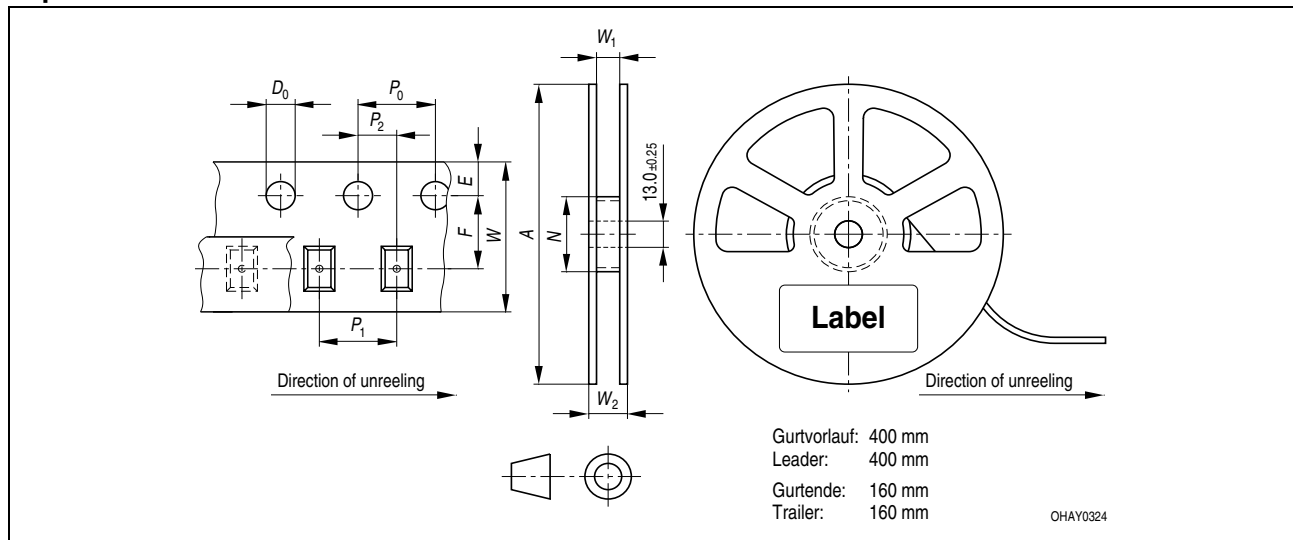 W1
D0
P0
P2
E
F
W
A
N
13.0±0.25
P1
Label
Direction of unreeling
W2
Direction of unreeling
Gurtvorlauf: 400 mm
Leader: 400 mm
Gurtende: 160 mm
Trailer: 160 mm
OHAY0324